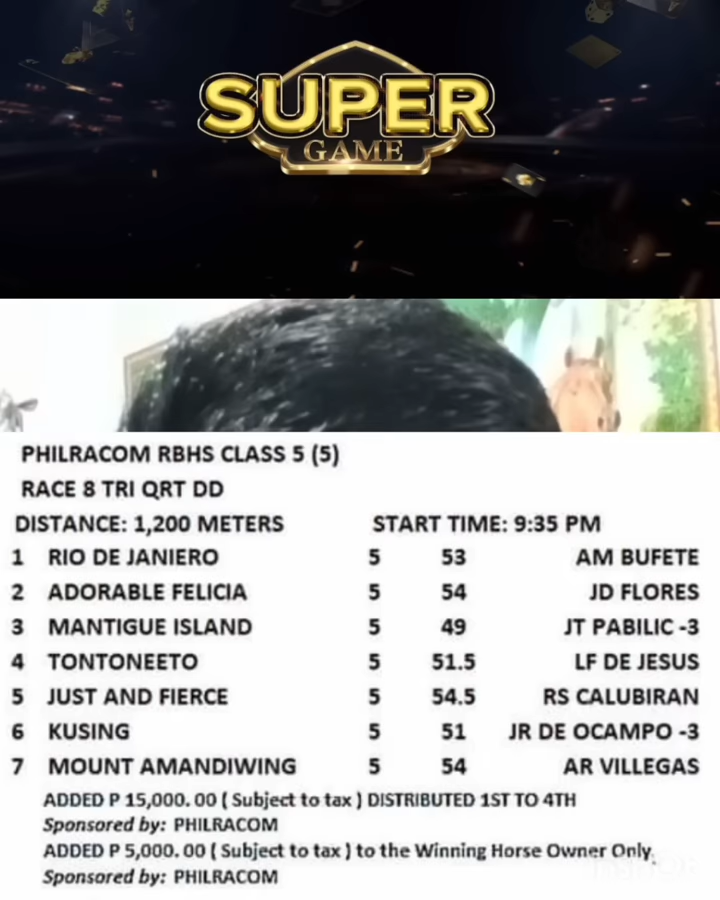 SUPER
GAME
PHILRACOM RBHS CLASS 5 (5)
RACE 8 TRI QRT DD
DISTANCE: 1,200 METERS START TIME: 9:35 PM
1 RIO DE JANIERO 5 53 AM BUFETE
2 ADORABLE FELICIA 5 54 JD FLORES
3 MANTIGUE ISLAND 5 49 JT PABILIC -3
4 TONTONEETO 5 51.5 LF DE JESUS
5 JUST AND FIERCE 5 54.5 RS CALUBIRAN
6 KUSING 5 51 JR DE OCAMPO -3
7 MOUNT AMANDIWING 5 54 AR VILLEGAS
ADDED P 15,000. 00 ( Subject to tax ) DISTRIBUTED 1ST TO 4TH
Sponsored by: PHILRACOM
ADDED P 5,000. 00 ( Subject to tax ) to the Winning Horse Owner Only.
Sponsored by: PHILRACOM